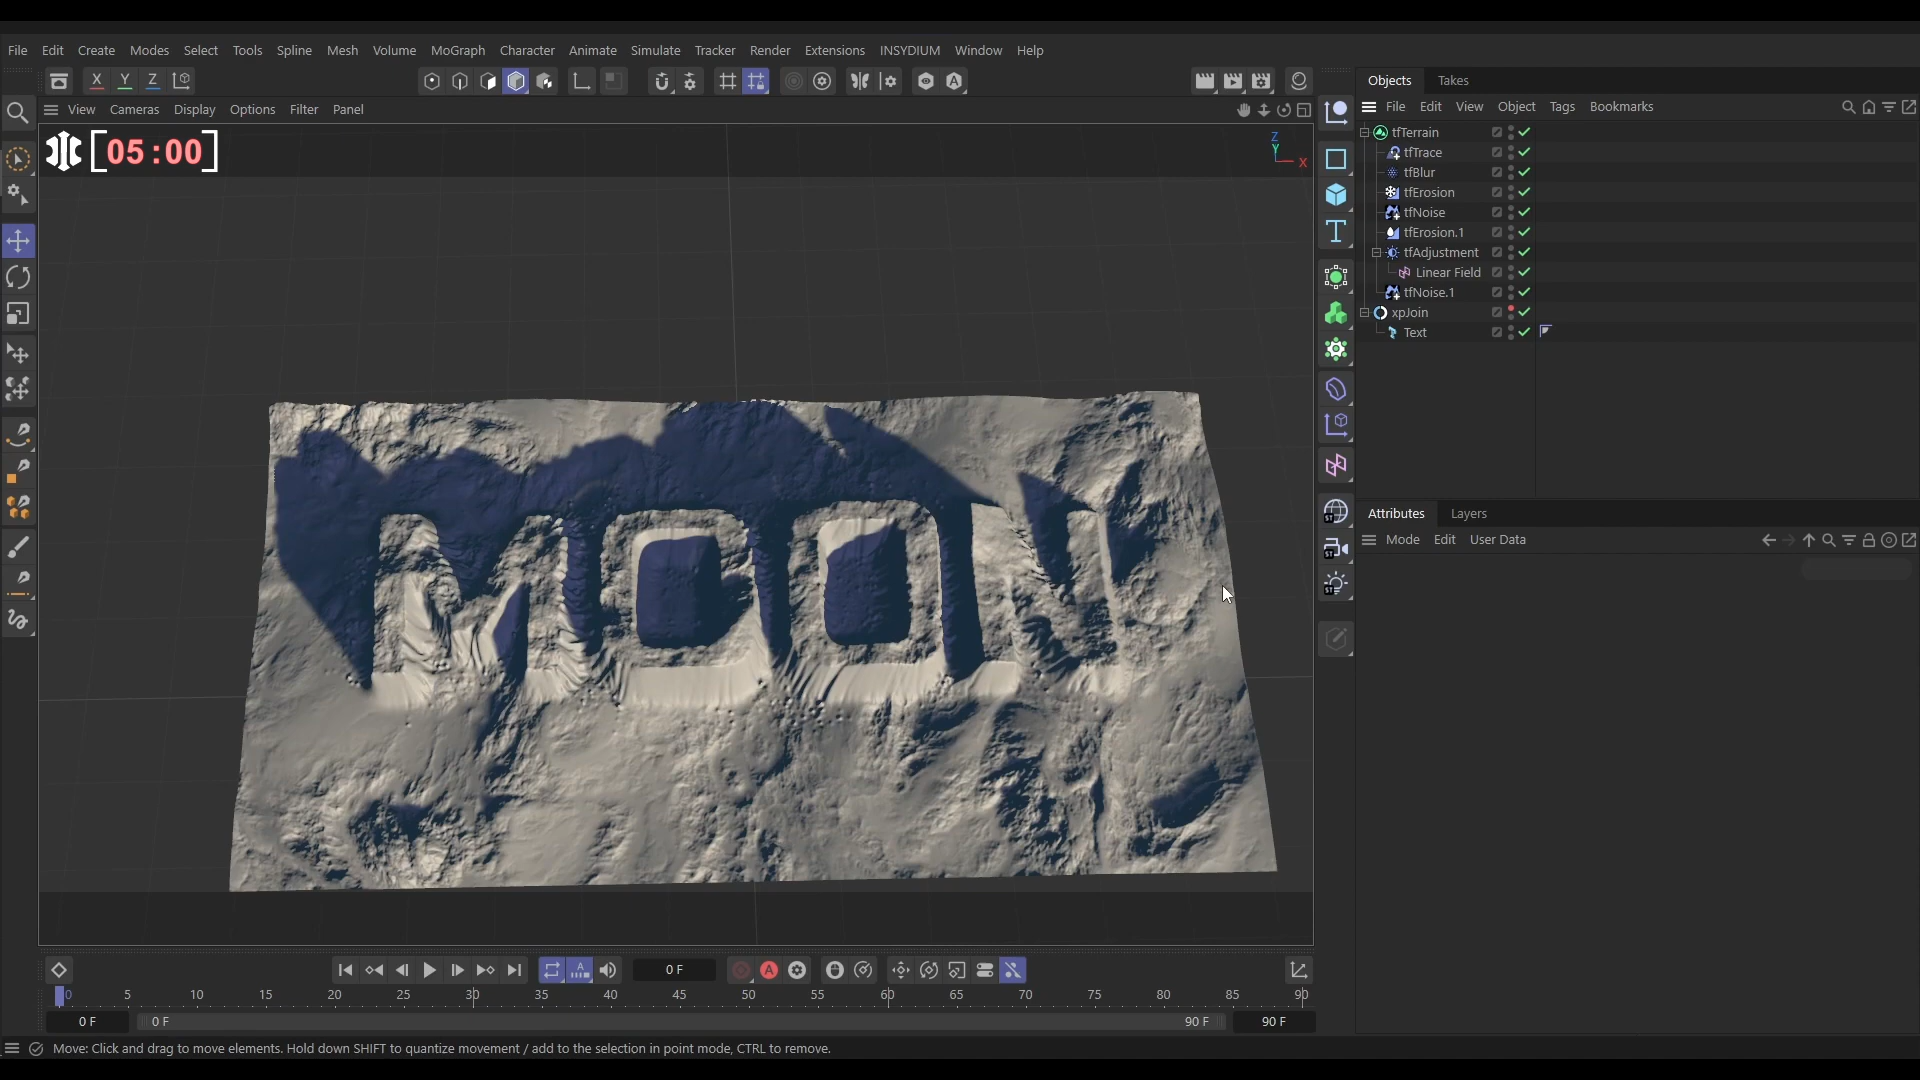 File Edit Create Modes Select Tools Spline Mesh Volume MoGraph Character Animate Simulate Tracker Render Extensions INSYDIUM Window Help
X Y Z
Objects Takes
View Cameras Display Options Filter Panel
File Edit View Object Tags Bookmarks
[05:00]
Z
Y
X
tfTerrain
tfTrace
tfBlur
tfErosion
tfNoise
tfErosion.1
tfAdjustment
Linear Field
tfNoise.1
xpJoin
Text
MOON
Attributes Layers
Mode Edit User Data
0 F
0 5 10 15 20 25 30 35 40 45 50 55 60 65 70 75 80 85 90
0 F 0 F 90 F 90 F
Move: Click and drag to move elements. Hold down SHIFT to quantize movement / add to the selection in point mode, CTRL to remove.